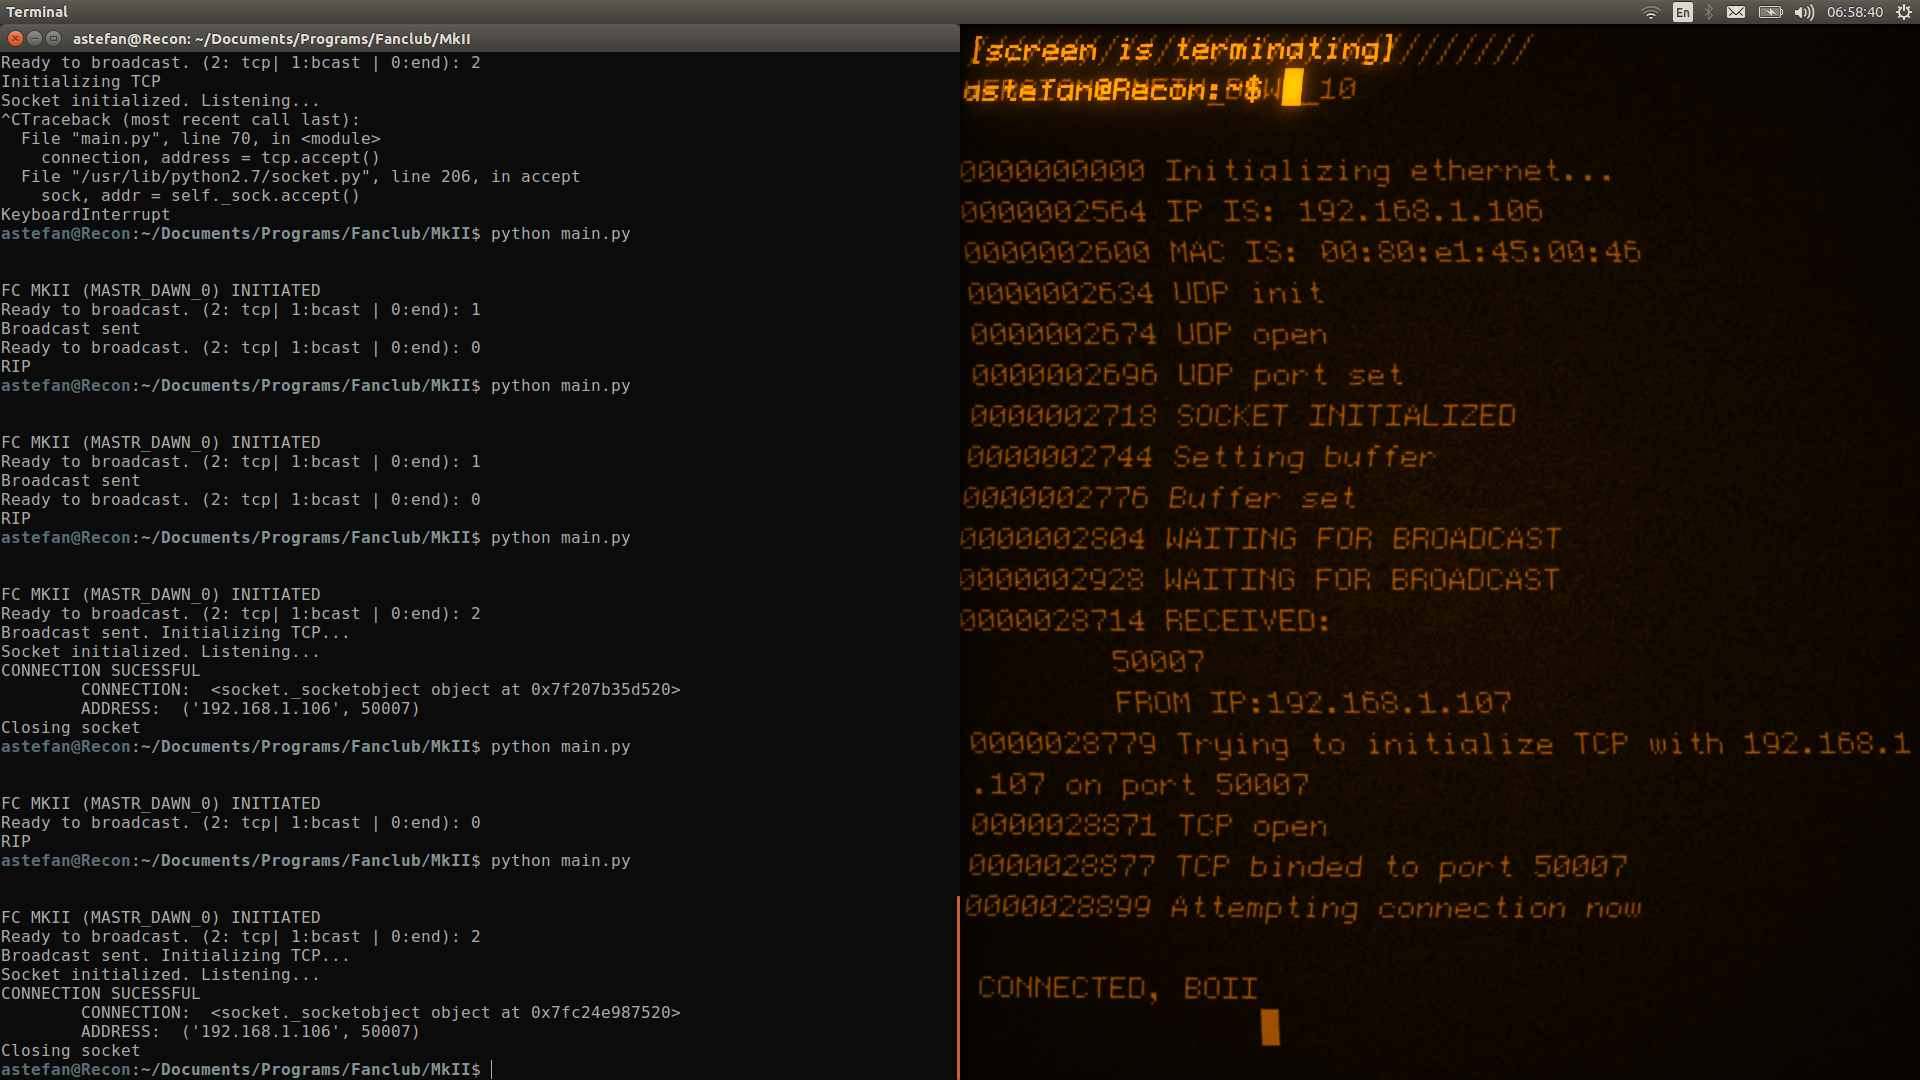 Terminal
En
06:58:40
astefan@Recon: ~/Documents/Programs/Fanclub/MkII
Ready to broadcast. (2: tcp| 1:bcast | 0:end): 2
Initializing TCP
Socket initialized. Listening...
^CTraceback (most recent call last):
  File "main.py", line 70, in <module>
    connection, address = tcp.accept()
  File "/usr/lib/python2.7/socket.py", line 206, in accept
    sock, addr = self._sock.accept()
KeyboardInterrupt
astefan@Recon:~/Documents/Programs/Fanclub/MkII$ python main.py
FC MKII (MASTR_DAWN_0) INITIATED
Ready to broadcast. (2: tcp| 1:bcast | 0:end): 1
Broadcast sent
Ready to broadcast. (2: tcp| 1:bcast | 0:end): 0
RIP
astefan@Recon:~/Documents/Programs/Fanclub/MkII$ python main.py
FC MKII (MASTR_DAWN_0) INITIATED
Ready to broadcast. (2: tcp| 1:bcast | 0:end): 1
Broadcast sent
Ready to broadcast. (2: tcp| 1:bcast | 0:end): 0
RIP
astefan@Recon:~/Documents/Programs/Fanclub/MkII$ python main.py
FC MKII (MASTR_DAWN_0) INITIATED
Ready to broadcast. (2: tcp| 1:bcast | 0:end): 2
Broadcast sent. Initializing TCP...
Socket initialized. Listening...
CONNECTION SUCESSFUL
        CONNECTION:  <socket._socketobject object at 0x7f207b35d520>
        ADDRESS:  ('192.168.1.106', 50007)
Closing socket
astefan@Recon:~/Documents/Programs/Fanclub/MkII$ python main.py
FC MKII (MASTR_DAWN_0) INITIATED
Ready to broadcast. (2: tcp| 1:bcast | 0:end): 0
RIP
astefan@Recon:~/Documents/Programs/Fanclub/MkII$ python main.py
FC MKII (MASTR_DAWN_0) INITIATED
Ready to broadcast. (2: tcp| 1:bcast | 0:end): 2
Broadcast sent. Initializing TCP...
Socket initialized. Listening...
CONNECTION SUCESSFUL
        CONNECTION:  <socket._socketobject object at 0x7fc24e987520>
        ADDRESS:  ('192.168.1.106', 50007)
Closing socket
astefan@Recon:~/Documents/Programs/Fanclub/MkII$
[screen is terminating]///////
astefan@Recon:~$
0000000000 Initializing ethernet...
0000002564 IP IS: 192.168.1.106
0000002600 MAC IS: 00:80:e1:45:00:46
0000002634 UDP init
0000002674 UDP open
0000002696 UDP port set
0000002718 SOCKET INITIALIZED
0000002744 Setting buffer
0000002776 Buffer set
0000002804 WAITING FOR BROADCAST
0000002928 WAITING FOR BROADCAST
0000028714 RECEIVED:
        50007
        FROM IP:192.168.1.107
0000028779 Trying to initialize TCP with 192.168.1
.107 on port 50007
0000028871 TCP open
0000028877 TCP binded to port 50007
0000028899 Attempting connection now
CONNECTED, BOII